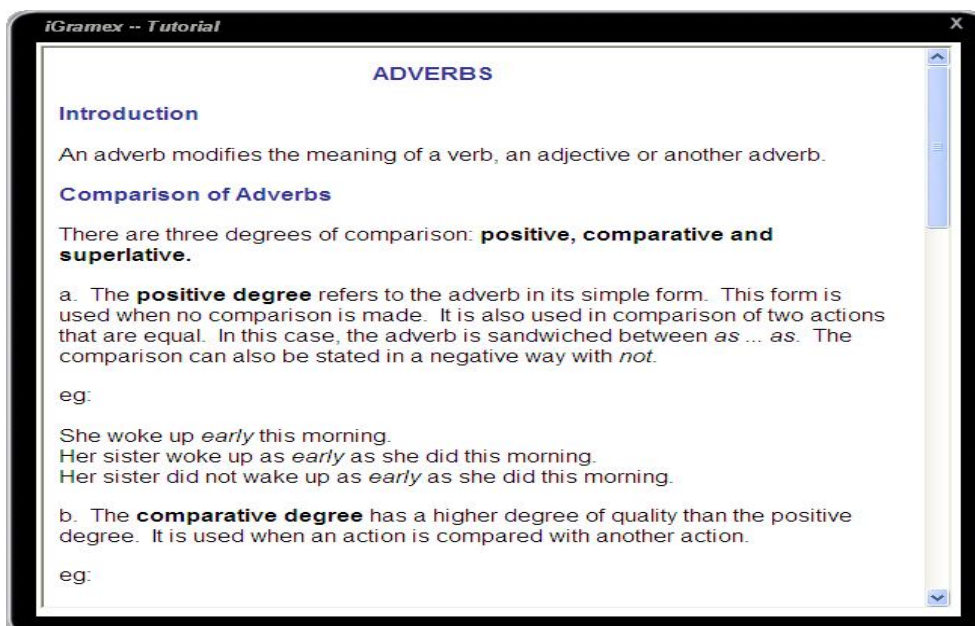 iGramex -- Tutorial
X
ADVERBS
Introduction
An adverb modifies the meaning of a verb, an adjective or another adverb.
Comparison of Adverbs
There are three degrees of comparison: positive, comparative and
superlative.
a. The positive degree refers to the adverb in its simple form. This form is
used when no comparison is made. It is also used in comparison of two actions
that are equal. In this case, the adverb is sandwiched between as ... as. The
comparison can also be stated in a negative way with not.
eg:
She woke up early this morning.
Her sister woke up as early as she did this morning.
Her sister did not wake up as early as she did this morning.
b. The comparative degree has a higher degree of quality than the positive
degree. It is used when an action is compared with another action.
eg: